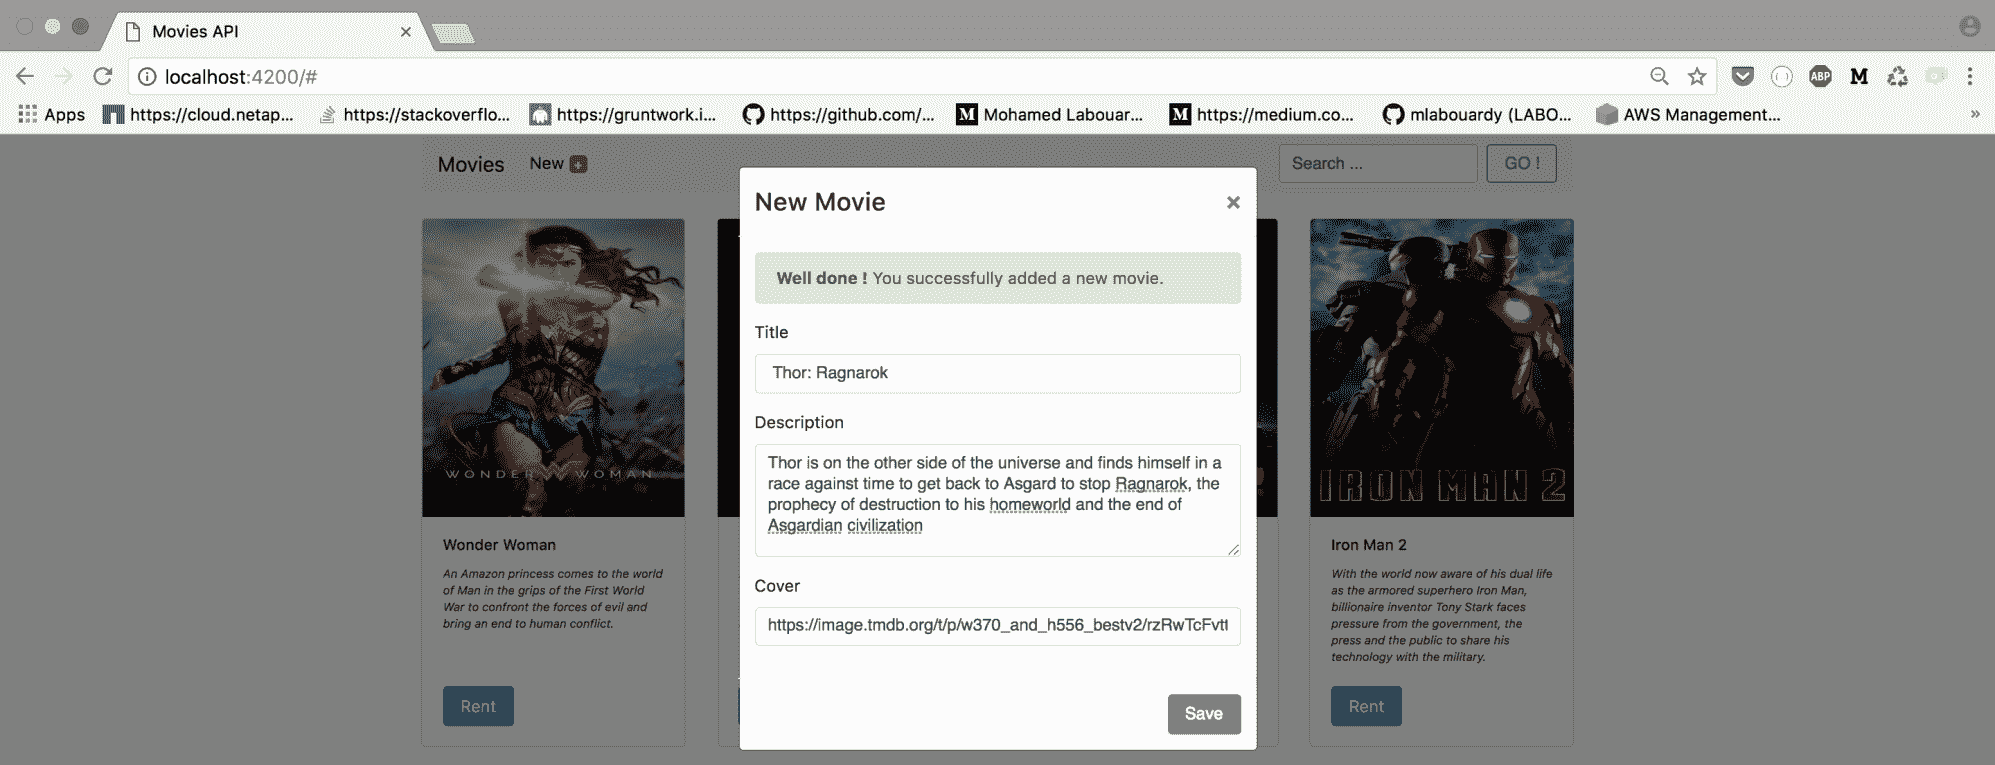 Movies API
localhost:4200/#
ABP
M
Apps
https://cloud.netap...
https://stackoverflo...
https://gruntwork.i...
https://github.com/...
M
Mohamed Labouar...
M
https://medium.co...
mlabouardy (LABO...
AWS Management...
»
Movies
New
Search ...
GO !
New Movie
×
Well done ! You successfully added a new movie.
Title
Thor: Ragnarok
Description
Thor is on the other side of the universe and finds himself in a
race against time to get back to Asgard to stop Ragnarok, the
prophecy of destruction to his homeworld and the end of
Asgardian civilization
Cover
https://image.tmdb.org/t/p/w370_and_h556_bestv2/rzRwTcFvtt
Save
WONDER WOMAN
Wonder Woman
An Amazon princess comes to the world
of Man in the grips of the First World
War to confront the forces of evil and
bring an end to human conflict.
Rent
IRON MAN 2
Iron Man 2
With the world now aware of his dual life
as the armored superhero Iron Man,
billionaire inventor Tony Stark faces
pressure from the government, the
press and the public to share his
technology with the military.
Rent